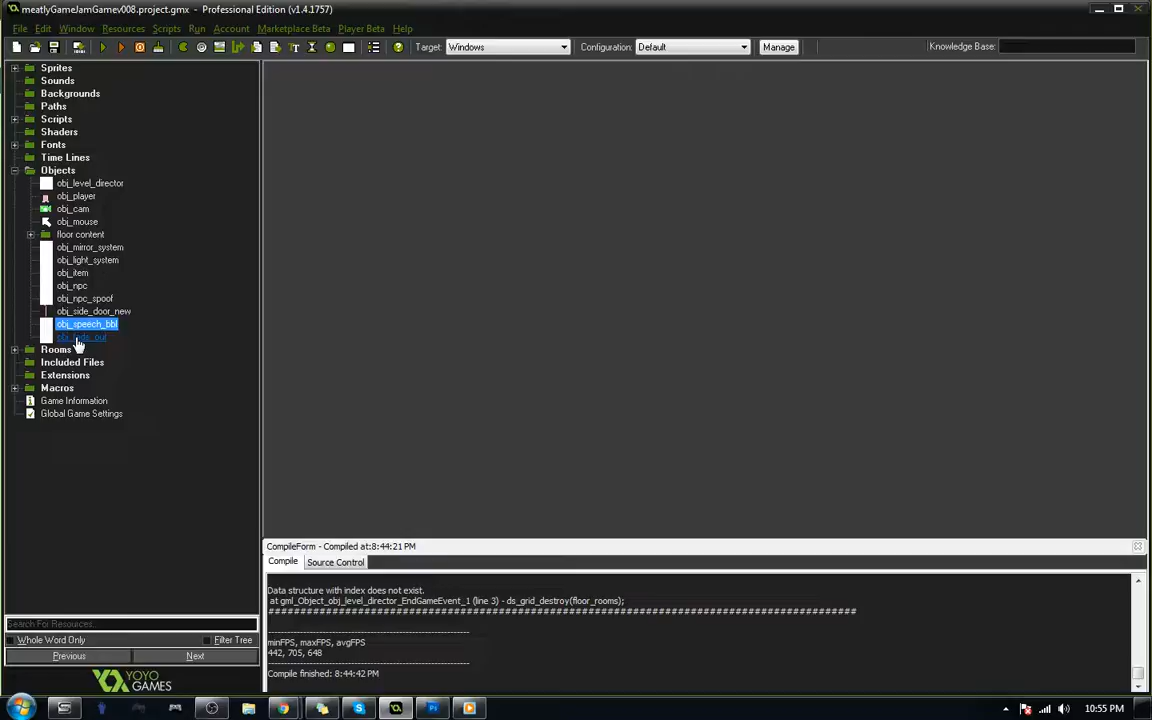 meatlyGameJamGamev008.project.gmx - Professional Edition (v1.4.1757)
File Edit Window Resources Scripts Run Account Marketplace Beta Player Beta Help
Target: Windows Configuration: Default Manage Knowledge Base:
Sprites
Sounds
Backgrounds
Paths
Scripts
Shaders
Fonts
Time Lines
Objects
obj_level_director
obj_player
obj_cam
obj_mouse
floor content
obj_mirror_system
obj_light_system
obj_item
obj_npc
obj_npc_spoof
obj_side_door_new
obj_speech_bbl
Rooms
Included Files
Extensions
Macros
Game Information
Global Game Settings
CompileForm - Compiled at:8:44:21 PM
Compile Source Control
Data structure with index does not exist.
at gml_Object_obj_level_director_EndGameEvent_1 (line 3) - ds_grid_destroy(floor_rooms);
minFPS, maxFPS, avgFPS
442, 705, 648
Compile finished: 8:44:42 PM
Search For Resources...
Whole Word Only Filter Tree
Previous Next
YOYO
GAMES
10:55 PM